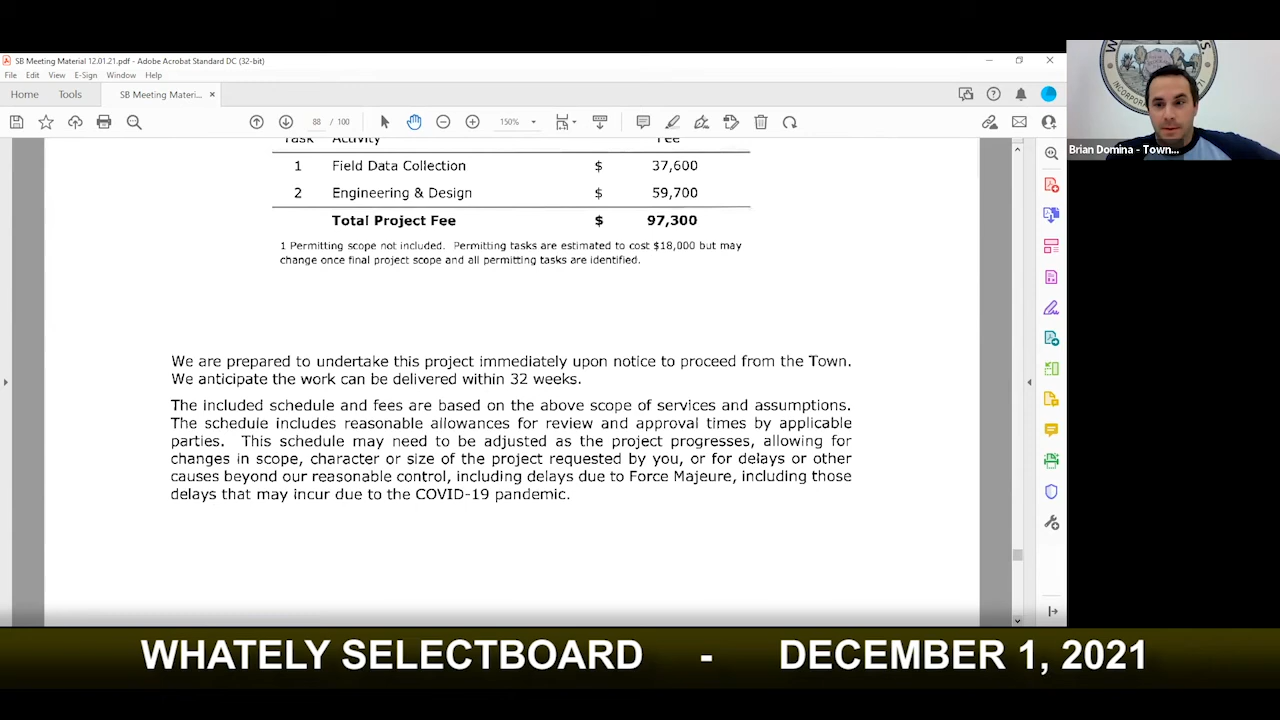 SB Meeting Material 12.01.21.pdf - Adobe Acrobat Standard DC (32-bit)
File Edit View E-Sign Window Help
Home Tools SB Meeting Materi... ×
88 / 100 150%
Task Activity Fee
1 Field Data Collection $ 37,600
2 Engineering & Design $ 59,700
Total Project Fee $ 97,300
1 Permitting scope not included. Permitting tasks are estimated to cost $18,000 but may
change once final project scope and all permitting tasks are identified.
We are prepared to undertake this project immediately upon notice to proceed from the Town.
We anticipate the work can be delivered within 32 weeks.
The included schedule and fees are based on the above scope of services and assumptions.
The schedule includes reasonable allowances for review and approval times by applicable
parties. This schedule may need to be adjusted as the project progresses, allowing for
changes in scope, character or size of the project requested by you, or for delays or other
causes beyond our reasonable control, including delays due to Force Majeure, including those
delays that may incur due to the COVID-19 pandemic.
Brian Domina - Town...
WHATELY SELECTBOARD - DECEMBER 1, 2021